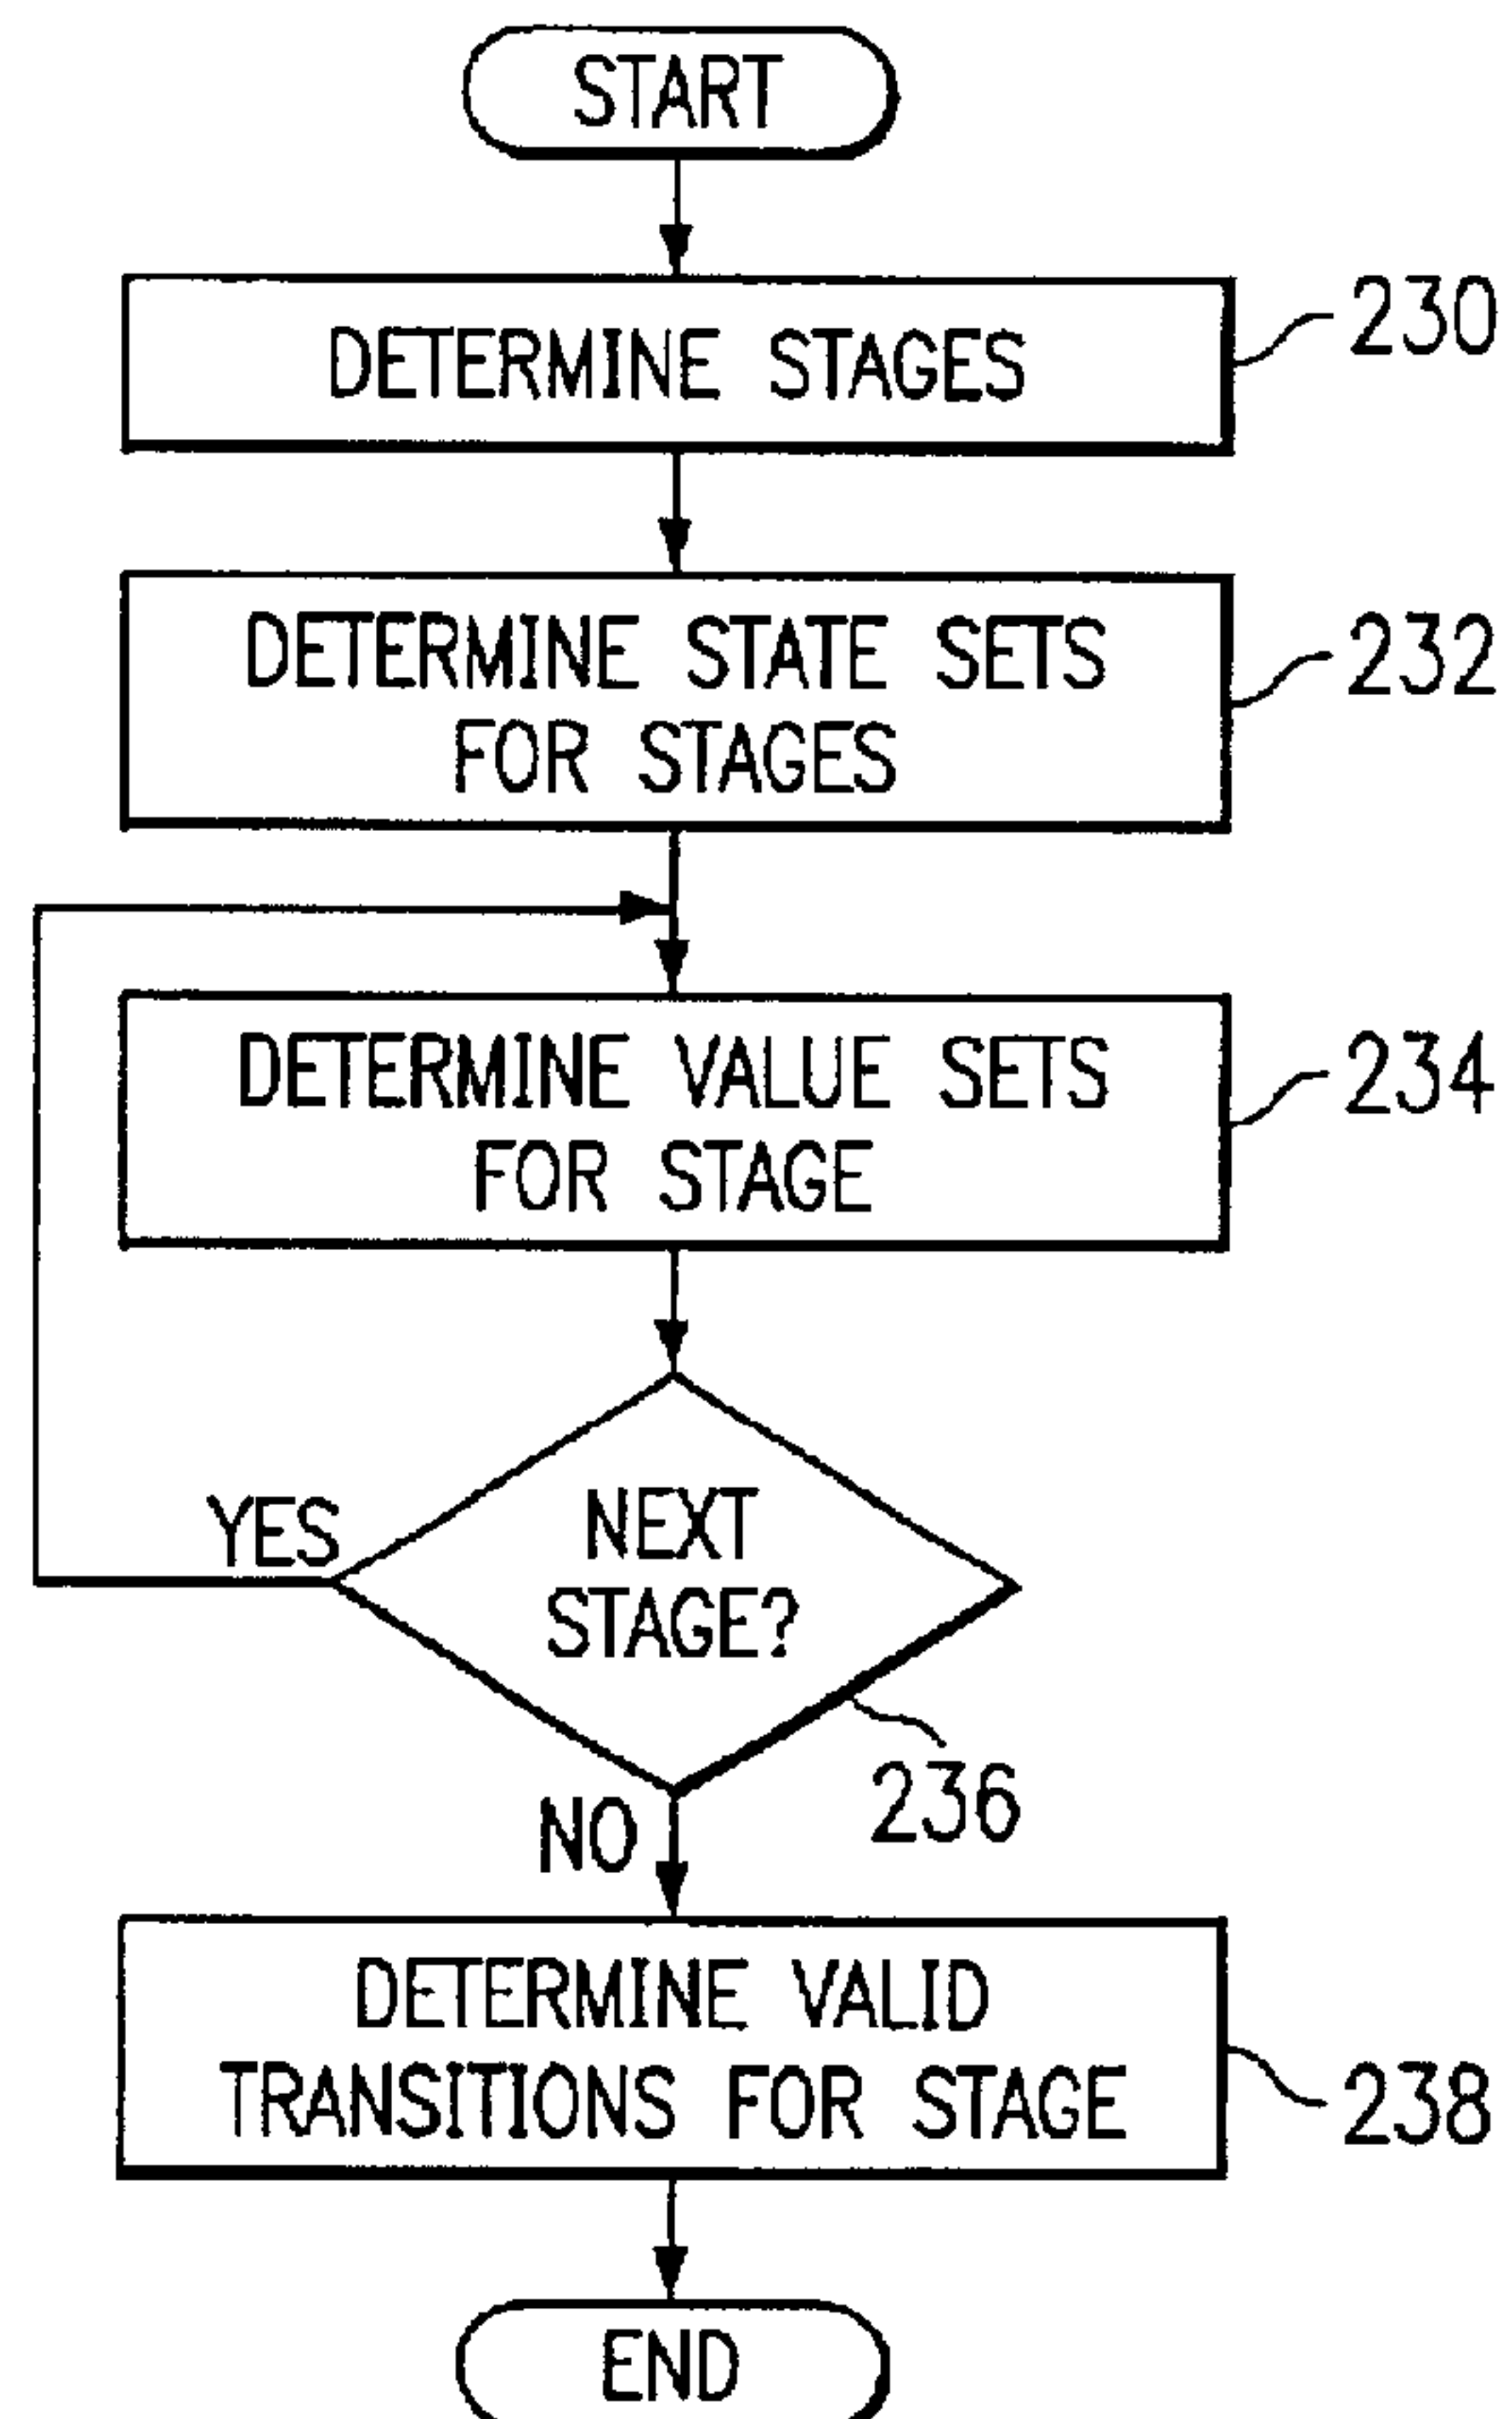 START
DETERMINE STAGES
230
DETERMINE STATE SETS
FOR STAGES
232
DETERMINE VALUE SETS
FOR STAGE
234
NEXT
STAGE?
YES
236
NO
DETERMINE VALID
TRANSITIONS FOR STAGE
238
END